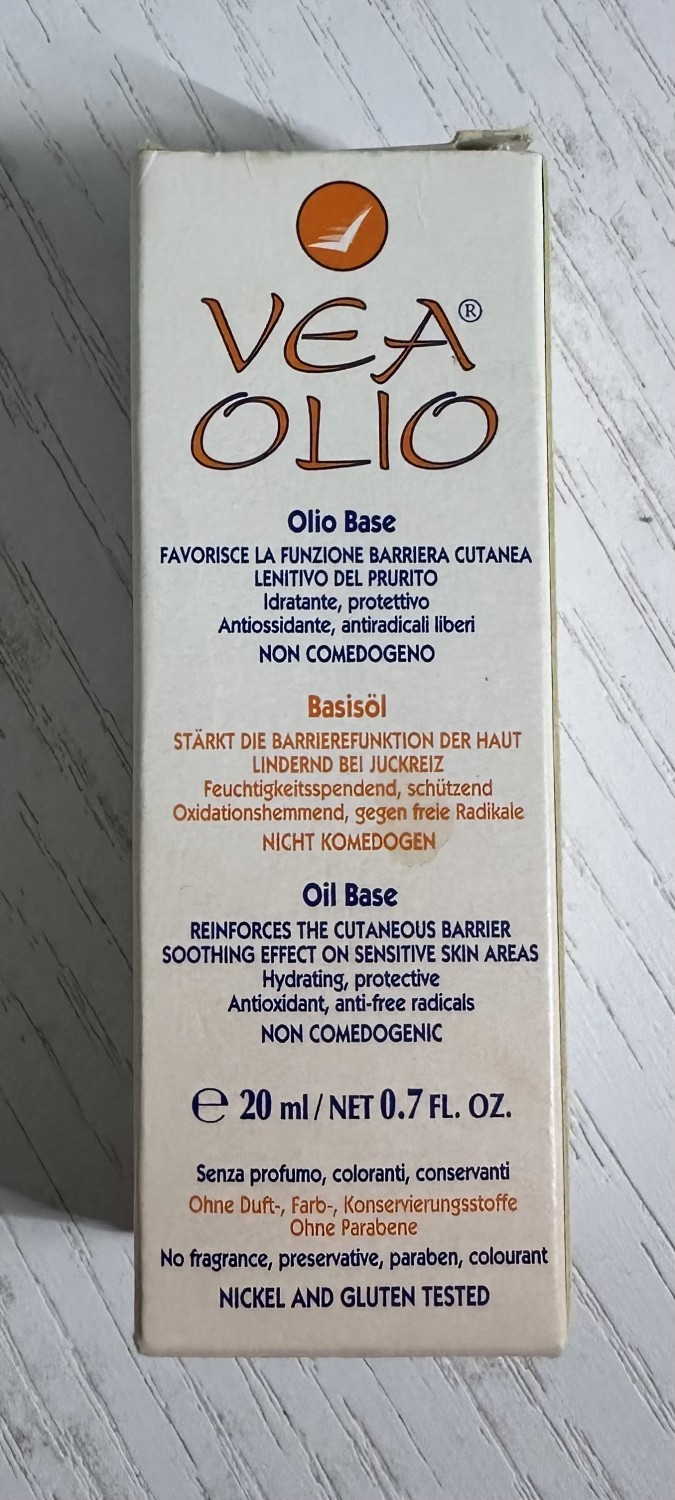 VEA®
OLIO
Olio Base
FAVORISCE LA FUNZIONE BARRIERA CUTANEA
LENITIVO DEL PRURITO
Idratante, protettivo
Antiossidante, antiradicali liberi
NON COMEDOGENO
Basisöl
STÄRKT DIE BARRIEREFUNKTION DER HAUT
LINDERND BEI JUCKREIZ
Feuchtigkeitsspendend, schützend
Oxidationshemmend, gegen freie Radikale
NICHT KOMEDOGEN
Oil Base
REINFORCES THE CUTANEOUS BARRIER
SOOTHING EFFECT ON SENSITIVE SKIN AREAS
Hydrating, protective
Antioxidant, anti-free radicals
NON COMEDOGENIC
℮ 20 ml / NET 0.7 FL. OZ.
Senza profumo, coloranti, conservanti
Ohne Duft-, Farb-, Konservierungsstoffe
Ohne Parabene
No fragrance, preservative, paraben, colourant
NICKEL AND GLUTEN TESTED